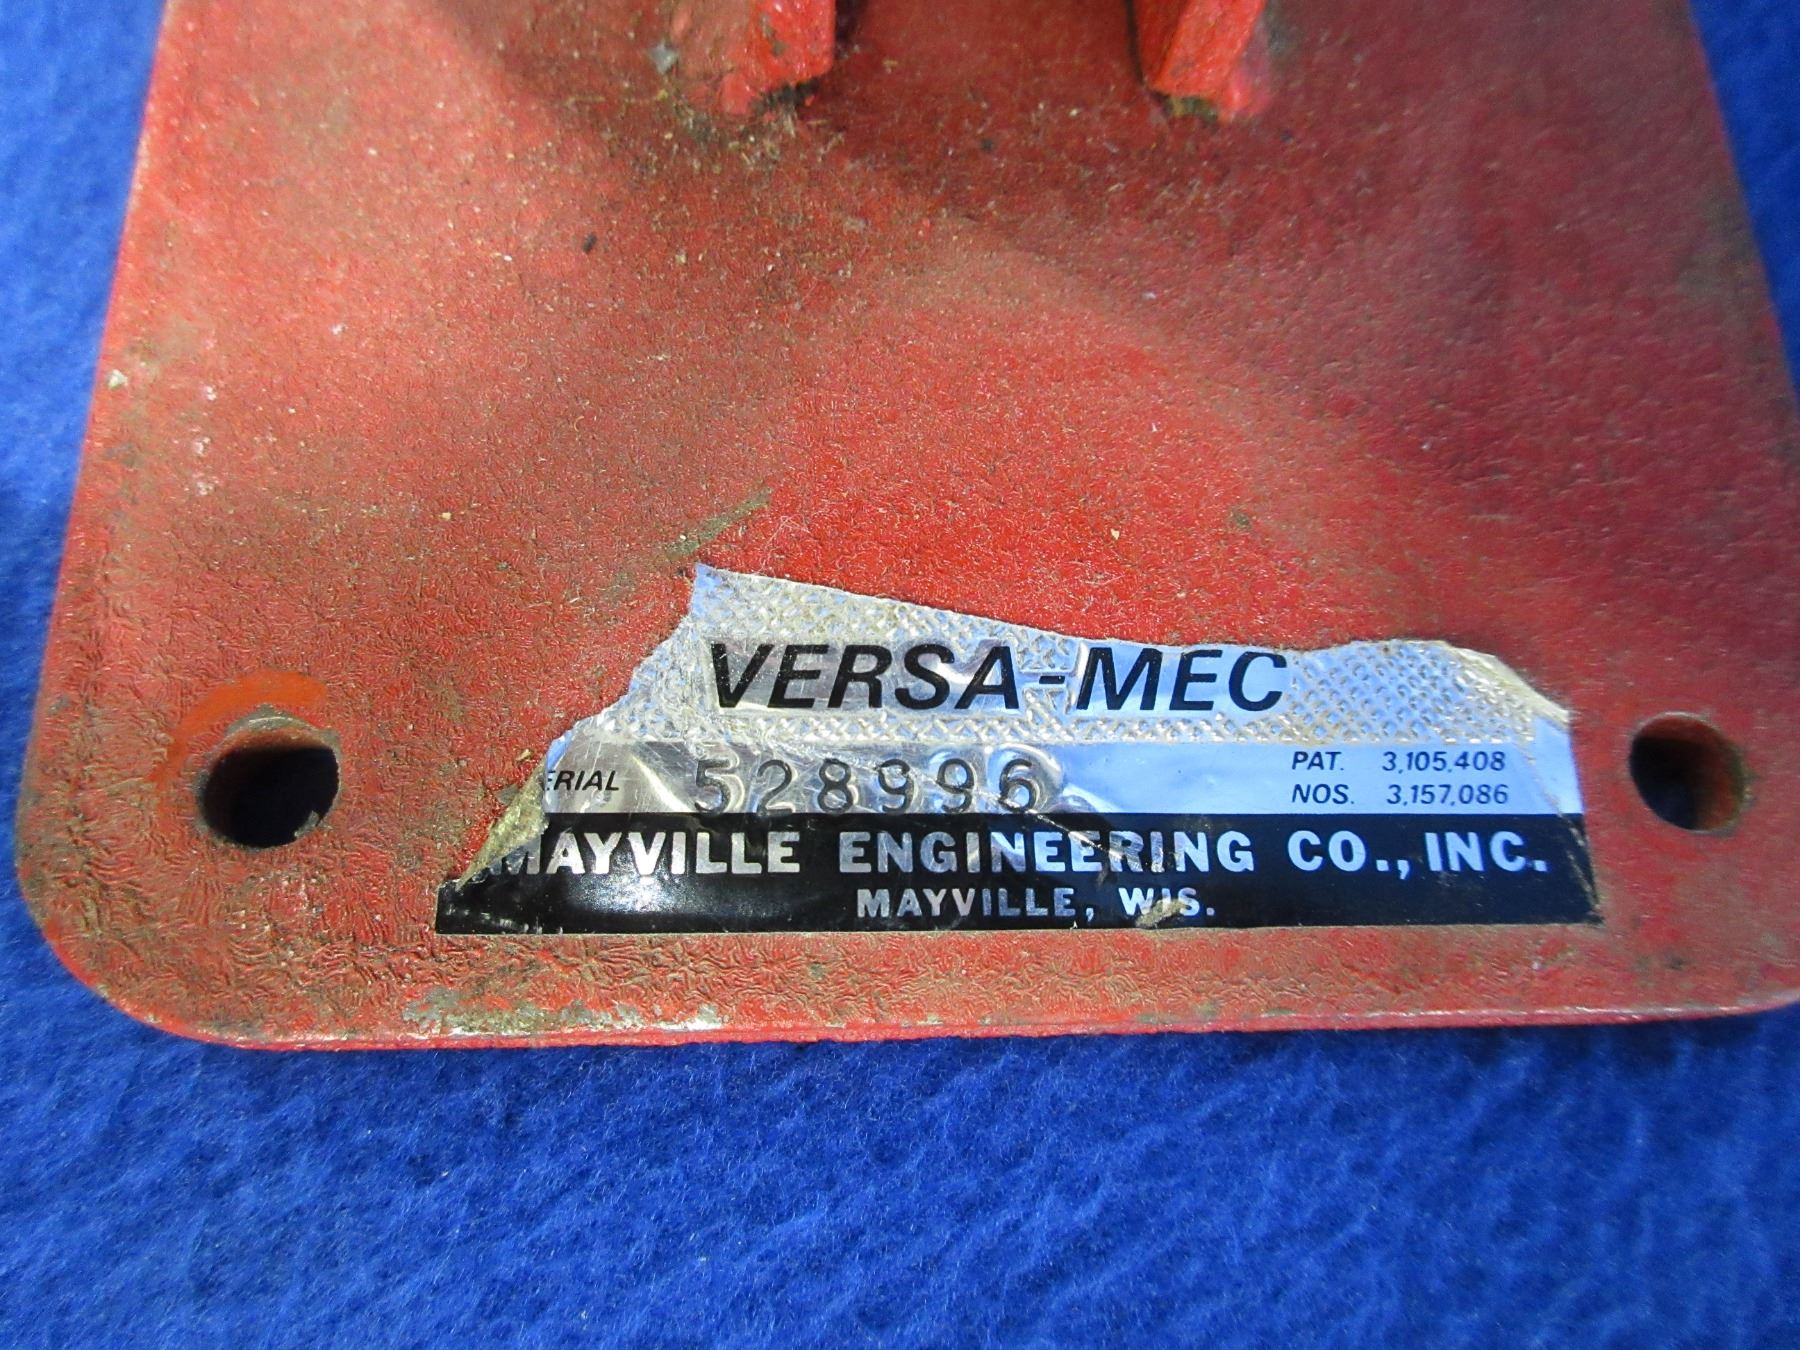 VERSA-MEC
ERIAL 528996
PAT. 3,105,408
NOS. 3,157,086
MAYVILLE ENGINEERING CO., INC.
MAYVILLE, WIS.